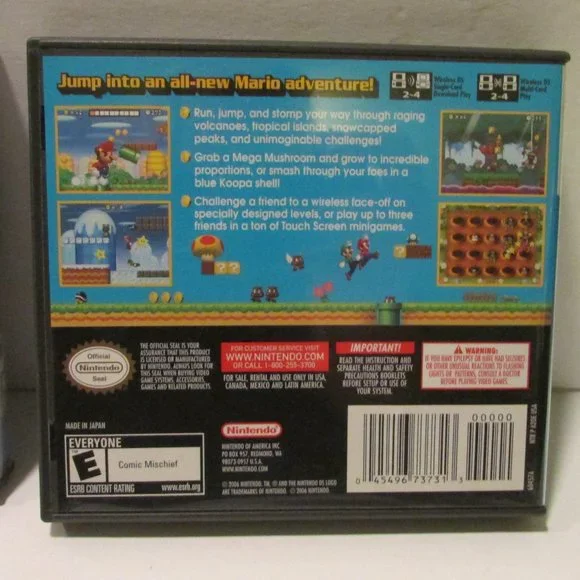 Jump into an all-new Mario adventure!
2-4
Wireless DS
Single-Card
Download Play
2-4
Wireless DS
Multi-Card
Play
Run, jump, and stomp your way through raging
volcanoes, tropical islands, snowcapped
peaks, and unimaginable challenges!
Grab a Mega Mushroom and grow to incredible
proportions, or smash through your foes in a
blue Koopa shell!
Challenge a friend to a wireless face-off on
specially designed levels, or play up to three
friends in a ton of Touch Screen minigames.
Official
Nintendo
Seal
THE OFFICIAL SEAL IS YOUR
ASSURANCE THAT THIS PRODUCT
IS LICENSED OR MANUFACTURED
BY NINTENDO. ALWAYS LOOK FOR
THIS SEAL WHEN BUYING VIDEO
GAME SYSTEMS, ACCESSORIES,
GAMES AND RELATED PRODUCTS.
FOR CUSTOMER SERVICE VISIT
WWW.NINTENDO.COM
OR CALL 1-800-255-3700
FOR SALE, RENTAL AND USE ONLY IN USA,
CANADA, MEXICO AND LATIN AMERICA.
IMPORTANT!
READ THE INSTRUCTION AND
SEPARATE HEALTH AND SAFETY
PRECAUTIONS BOOKLETS
BEFORE SETUP OR USE OF
YOUR SYSTEM.
WARNING:
IF YOU HAVE EPILEPSY OR HAVE HAD SEIZURES
OR OTHER UNUSUAL REACTIONS TO FLASHING
LIGHTS OR PATTERNS, CONSULT A DOCTOR
BEFORE PLAYING VIDEO GAMES.
MADE IN JAPAN
EVERYONE
E
Comic Mischief
ESRB CONTENT RATING
www.esrb.org
Nintendo
NINTENDO OF AMERICA INC.
PO BOX 957, REDMOND, WA
98073-0957 U.S.A.
www.nintendo.com
© 2006 NINTENDO. TM, ® AND THE NINTENDO DS LOGO
ARE TRADEMARKS OF NINTENDO. © 2006 NINTENDO.
00000
0 45496 73731 3
NTR P A2DE USA
60457A